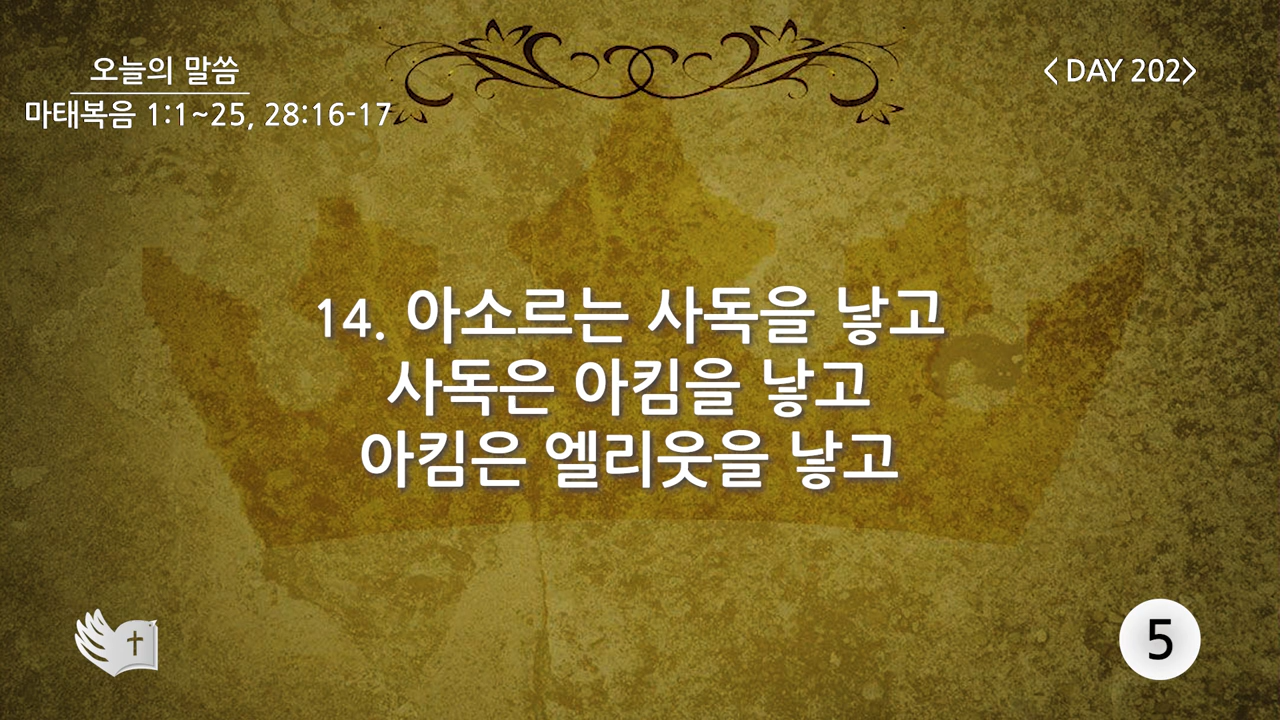 오늘의 말씀
마태복음 1:1~25, 28:16-17
< DAY 202>
14. 아소르는 사독을 낳고
사독은 아킴을 낳고
아킴은 엘리웃을 낳고
5